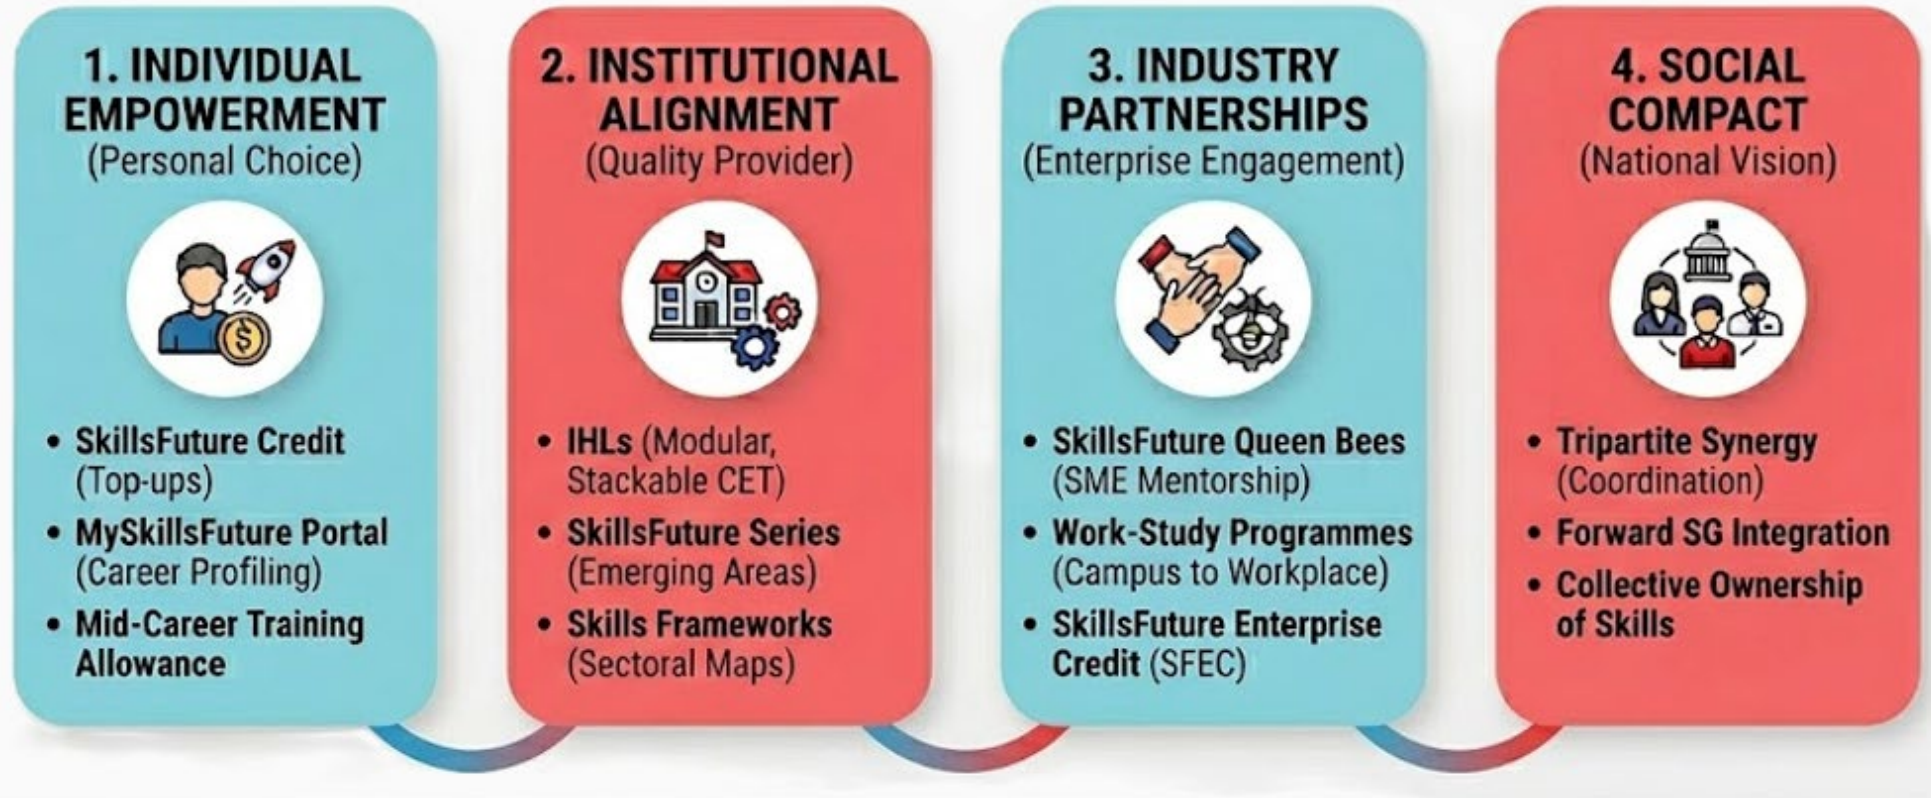 1. INDIVIDUAL
EMPOWERMENT
(Personal Choice)
$
• SkillsFuture Credit
(Top-ups)
• MySkillsFuture Portal
(Career Profiling)
• Mid-Career Training
Allowance
2. INSTITUTIONAL
ALIGNMENT
(Quality Provider)
• IHLs (Modular,
Stackable CET)
• SkillsFuture Series
(Emerging Areas)
• Skills Frameworks
(Sectoral Maps)
3. INDUSTRY
PARTNERSHIPS
(Enterprise Engagement)
• SkillsFuture Queen Bees
(SME Mentorship)
• Work-Study Programmes
(Campus to Workplace)
• SkillsFuture Enterprise
Credit (SFEC)
4. SOCIAL
COMPACT
(National Vision)
• Tripartite Synergy
(Coordination)
• Forward SG Integration
• Collective Ownership
of Skills